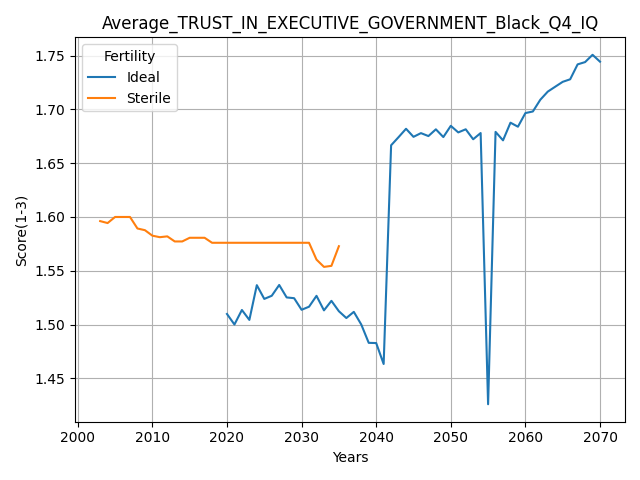 Average_TRUST_IN_EXECUTIVE_GOVERNMENT_Black_Q4_IQ
Fertility
Ideal
Sterile
Score(1-3)
1.75
1.70
1.65
1.60
1.55
1.50
1.45
2000 2010 2020 2030 2040 2050 2060 2070
Years